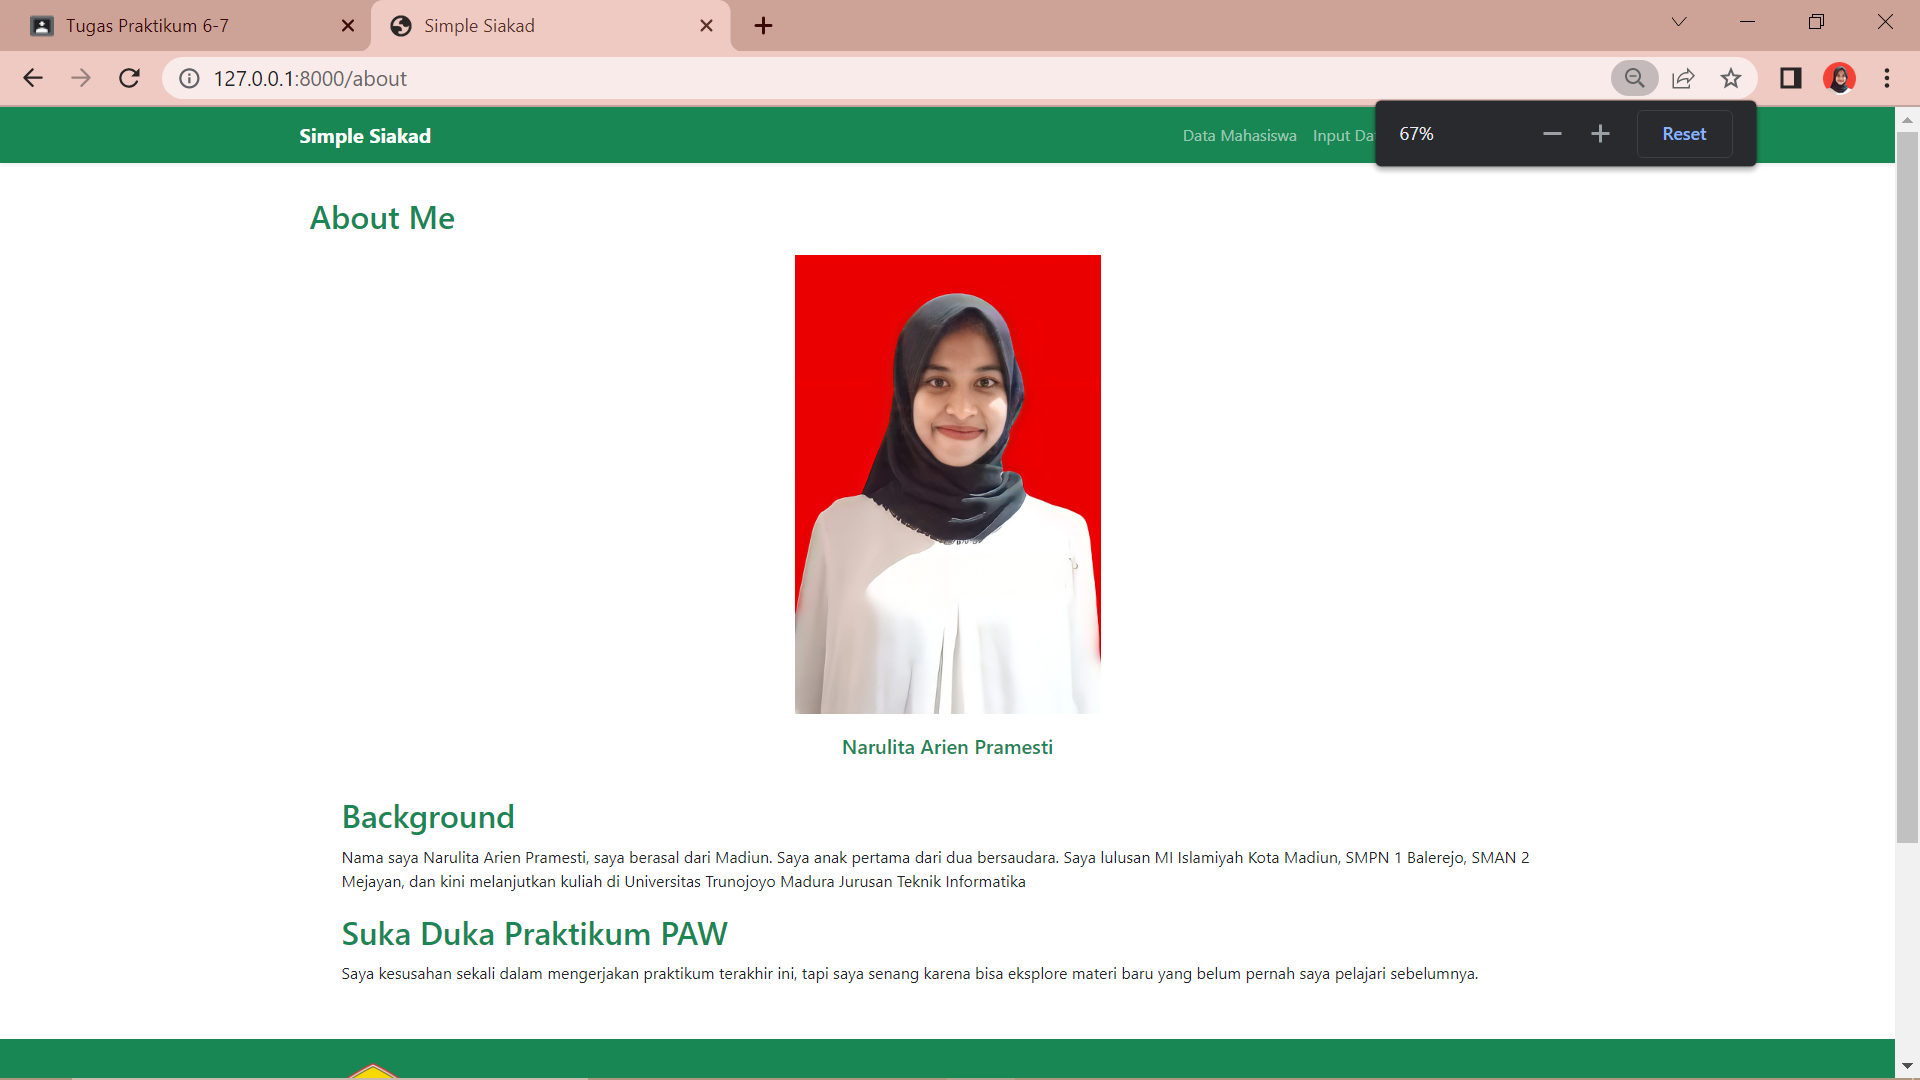 Tugas Praktikum 6-7
Simple Siakad
127.0.0.1:8000/about
Simple Siakad
Data Mahasiswa
Input Da
67%
Reset
About Me
Narulita Arien Pramesti
Background
Nama saya Narulita Arien Pramesti, saya berasal dari Madiun. Saya anak pertama dari dua bersaudara. Saya lulusan MI Islamiyah Kota Madiun, SMPN 1 Balerejo, SMAN 2
Mejayan, dan kini melanjutkan kuliah di Universitas Trunojoyo Madura Jurusan Teknik Informatika
Suka Duka Praktikum PAW
Saya kesusahan sekali dalam mengerjakan praktikum terakhir ini, tapi saya senang karena bisa eksplore materi baru yang belum pernah saya pelajari sebelumnya.